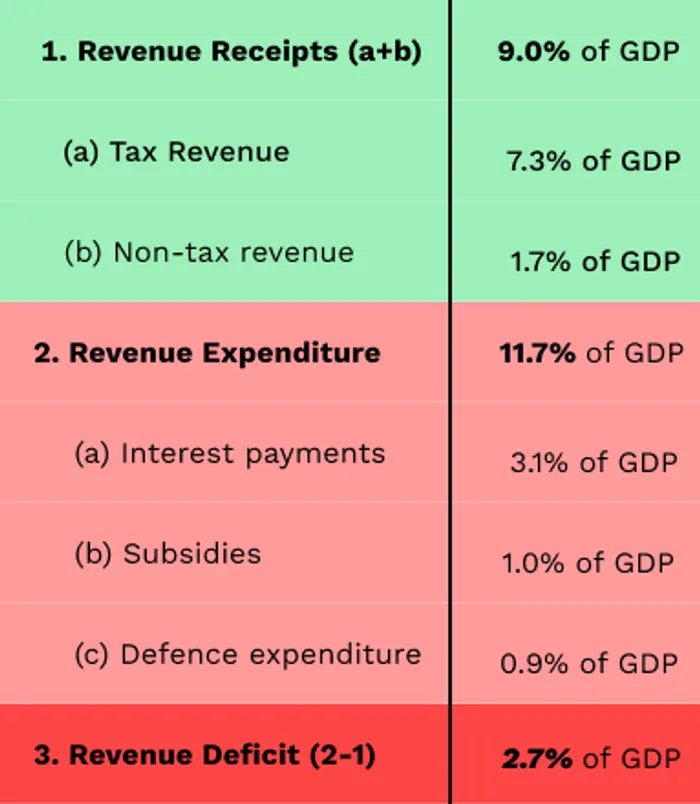 1. Revenue Receipts (a+b) 9.0% of GDP
(a) Tax Revenue 7.3% of GDP
(b) Non-tax revenue 1.7% of GDP
2. Revenue Expenditure 11.7% of GDP
(a) Interest payments 3.1% of GDP
(b) Subsidies 1.0% of GDP
(c) Defence expenditure 0.9% of GDP
3. Revenue Deficit (2-1) 2.7% of GDP